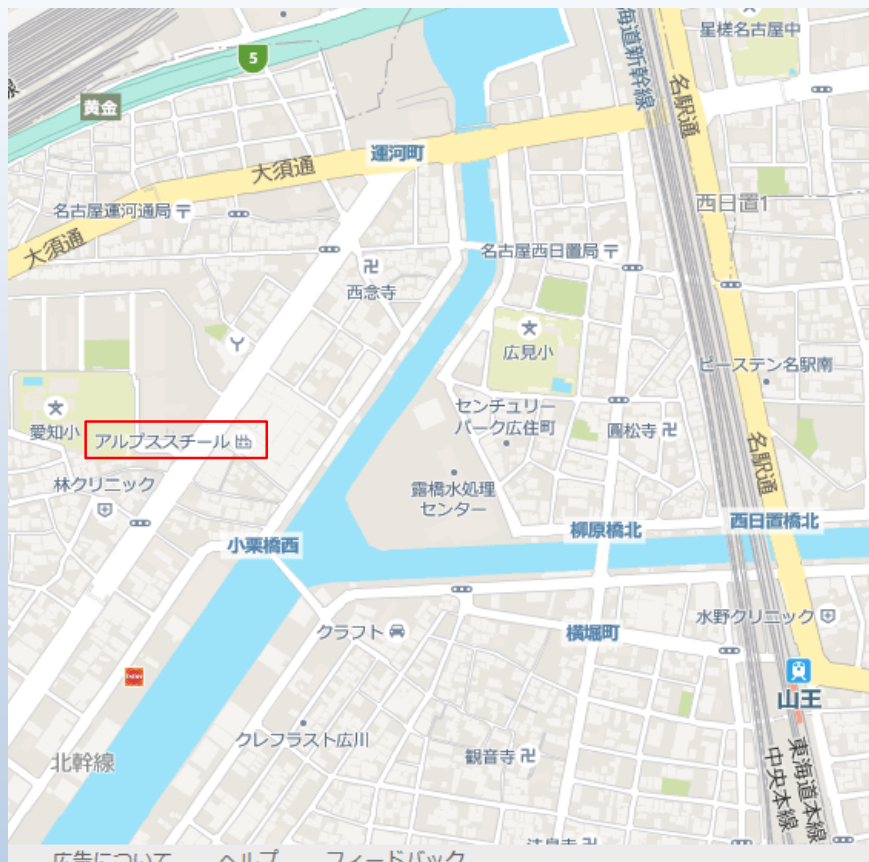 星槎名古屋中
海道新幹線
5
名駅通
黄金
運河町
大須通
西日置1
名古屋運河通局
大須通
名古屋西日置局
西念寺
広見小
ピーステン名駅南
センチュリー
パーク広住町
圓松寺
愛知小
アルプススチール
名駅通
林クリニック
露橋水処理
センター
西日置橋北
柳原橋北
小栗橋西
水野クリニック
クラフト
横堀町
山王
クレフラスト広川
東海道本線
中央本線
観音寺
北幹線
広告について
ヘルプ
フィードバック